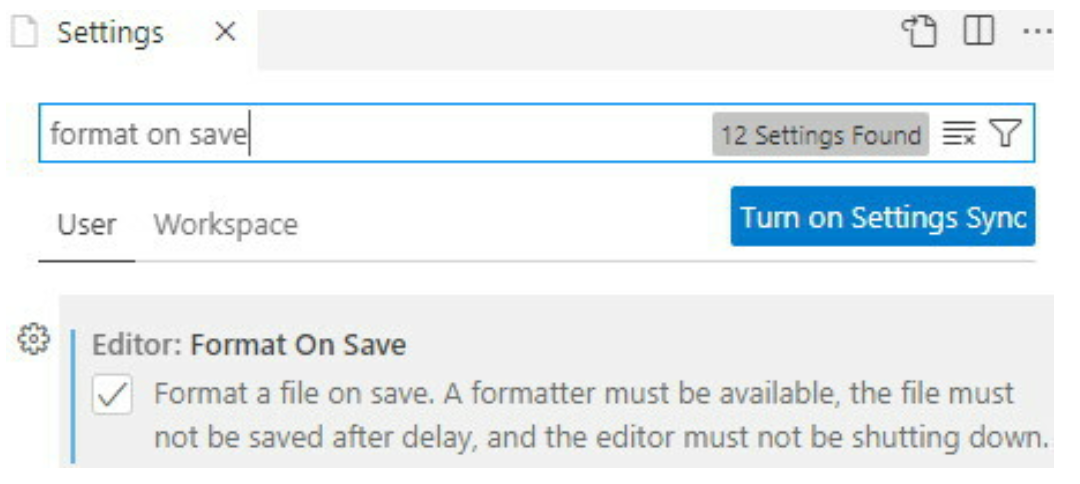 Settings
format on save
12 Settings Found
User Workspace
Turn on Settings Sync
Editor: Format On Save
Format a file on save. A formatter must be available, the file must
not be saved after delay, and the editor must not be shutting down.